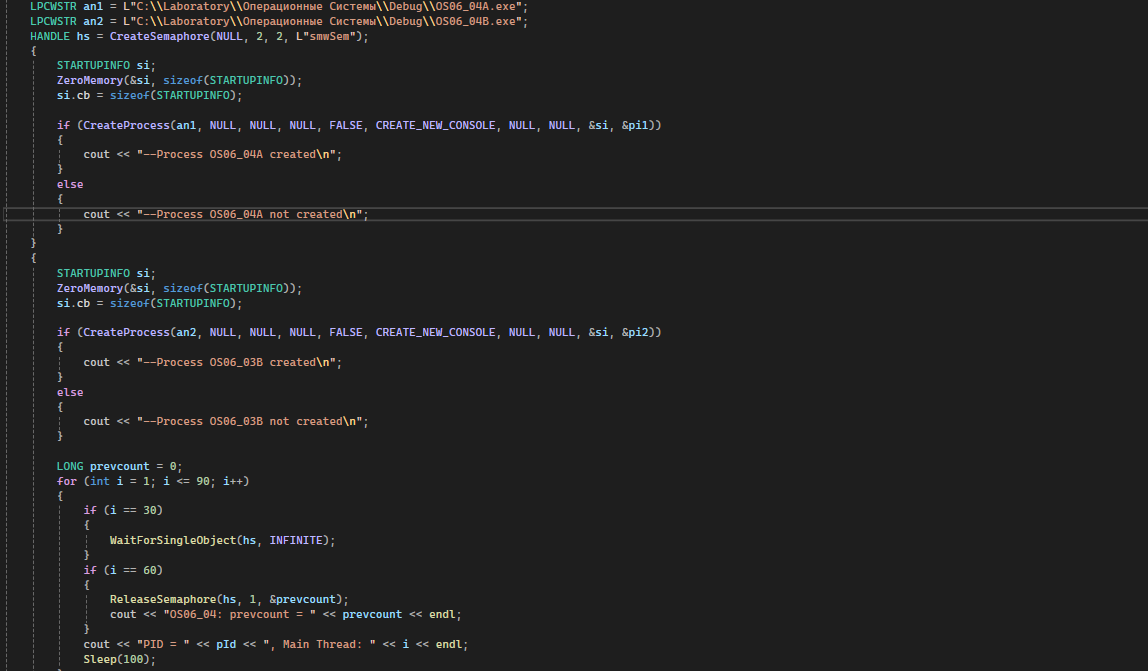 LPCWSTR an1 = L"C:\\Laboratory\\Операционные Системы\\Debug\\OS06_04A.exe";
LPCWSTR an2 = L"C:\\Laboratory\\Операционные Системы\\Debug\\OS06_04B.exe";
HANDLE hs = CreateSemaphore(NULL, 2, 2, L"smwSem");
{
STARTUPINFO si;
ZeroMemory(&si, sizeof(STARTUPINFO));
si.cb = sizeof(STARTUPINFO);
if (CreateProcess(an1, NULL, NULL, NULL, FALSE, CREATE_NEW_CONSOLE, NULL, NULL, &si, &pi1))
{
cout << "--Process OS06_04A created\n";
}
else
{
cout << "--Process OS06_04A not created\n";
}
}
{
STARTUPINFO si;
ZeroMemory(&si, sizeof(STARTUPINFO));
si.cb = sizeof(STARTUPINFO);
if (CreateProcess(an2, NULL, NULL, NULL, FALSE, CREATE_NEW_CONSOLE, NULL, NULL, &si, &pi2))
{
cout << "--Process OS06_03B created\n";
}
else
{
cout << "--Process OS06_03B not created\n";
}
LONG prevcount = 0;
for (int i = 1; i <= 90; i++)
{
if (i == 30)
{
WaitForSingleObject(hs, INFINITE);
}
if (i == 60)
{
ReleaseSemaphore(hs, 1, &prevcount);
cout << "OS06_04: prevcount = " << prevcount << endl;
}
cout << "PID = " << pId << ", Main Thread: " << i << endl;
Sleep(100);